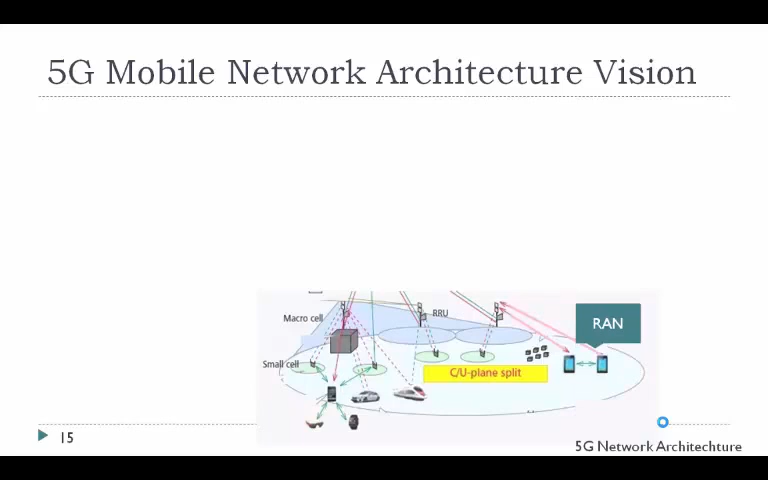 5G Mobile Network Architecture Vision
Macro cell
RRU
RAN
Small cell
C/U-plane split
15
5G Network Architechture